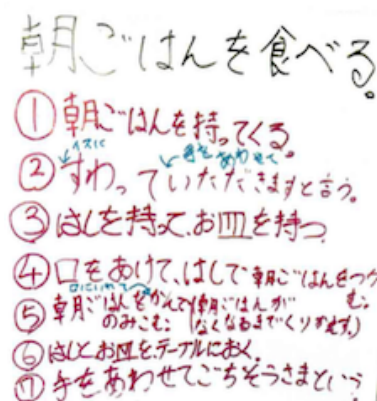 朝ごはんを食べる。
①朝ごはんを持ってくる。
イスに 手をあわせて
②すわっていただきますと言う。
③はしを持って、お皿を持つ
④口をあけて、はしで朝ごはんをつかむ。
口にいれて
⑤朝ごはんをかんでのみこむ。(朝ごはんがなくなるまでくりかえす。)
⑥はしとお皿をテーブルにおく。
⑦手をあわせてごちそうさまという